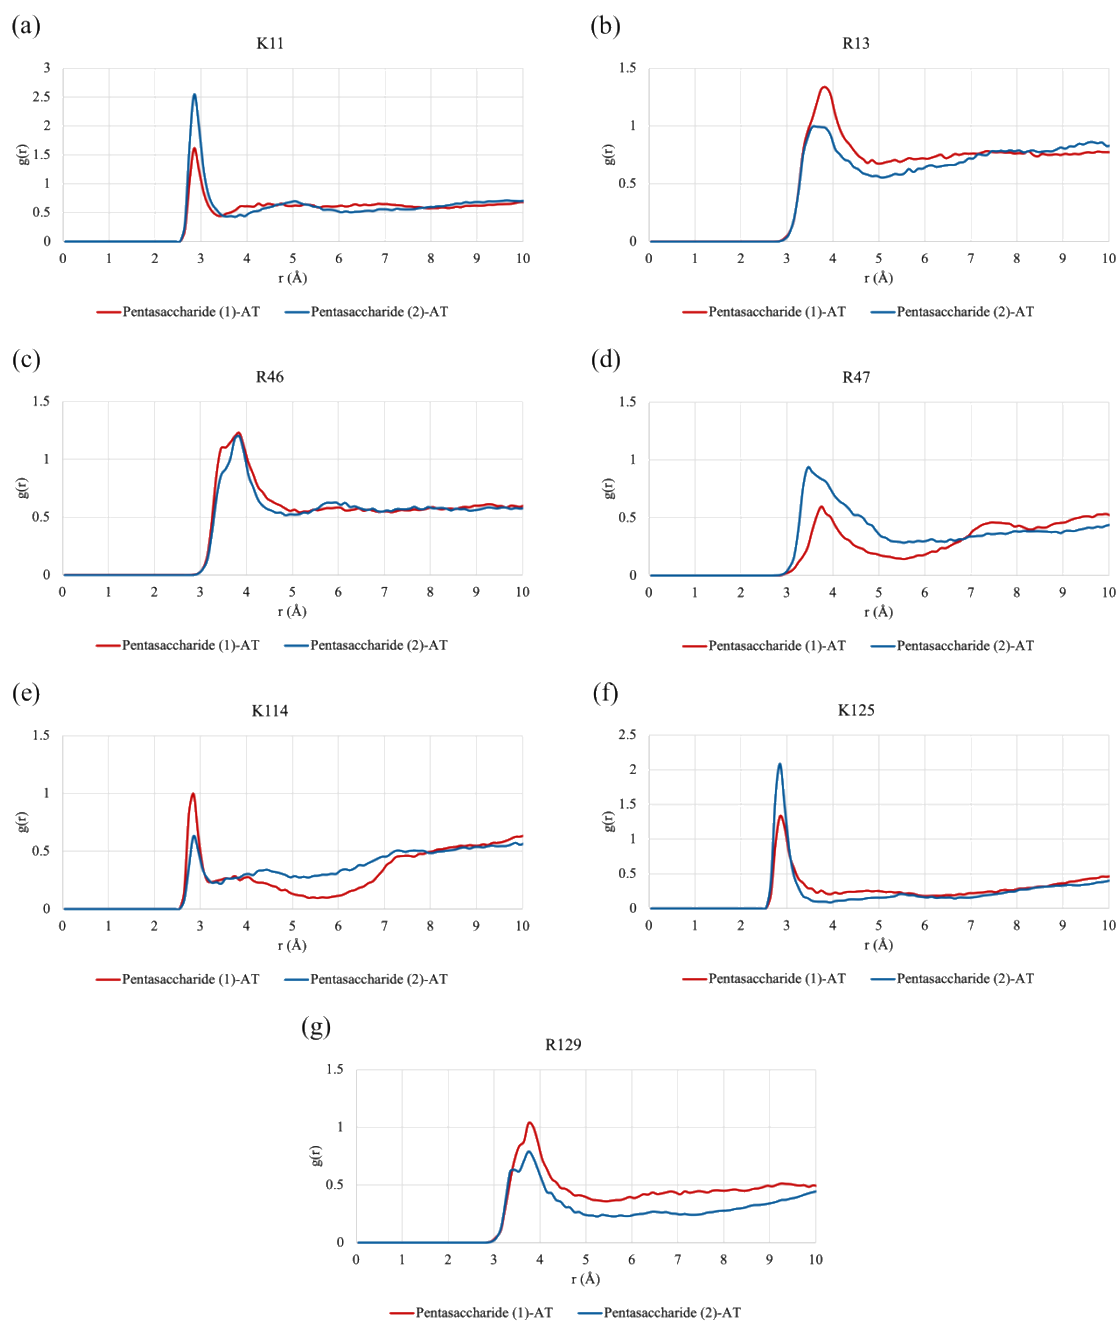 (a)
K11
3
2.5
2
1.5
1
0.5
0
g(r)
0 1 2 3 4 5 6 7 8 9 10
r (Å)
Pentasaccharide (1)-AT Pentasaccharide (2)-AT
(b)
R13
1.5
1
0.5
0
g(r)
0 1 2 3 4 5 6 7 8 9 10
r (Å)
Pentasaccharide (1)-AT Pentasaccharide (2)-AT
(c)
R46
1.5
1
0.5
0
g(r)
0 1 2 3 4 5 6 7 8 9 10
r (Å)
Pentasaccharide (1)-AT Pentasaccharide (2)-AT
(d)
R47
1.5
1
0.5
0
g(r)
0 1 2 3 4 5 6 7 8 9 10
r (Å)
Pentasaccharide (1)-AT Pentasaccharide (2)-AT
(e)
K114
1.5
1
0.5
0
g(r)
0 1 2 3 4 5 6 7 8 9 10
r (Å)
Pentasaccharide (1)-AT Pentasaccharide (2)-AT
(f)
K125
2.5
2
1.5
1
0.5
0
g(r)
0 1 2 3 4 5 6 7 8 9 10
r (Å)
Pentasaccharide (1)-AT Pentasaccharide (2)-AT
(g)
R129
1.5
1
0.5
0
g(r)
0 1 2 3 4 5 6 7 8 9 10
r (Å)
Pentasaccharide (1)-AT Pentasaccharide (2)-AT